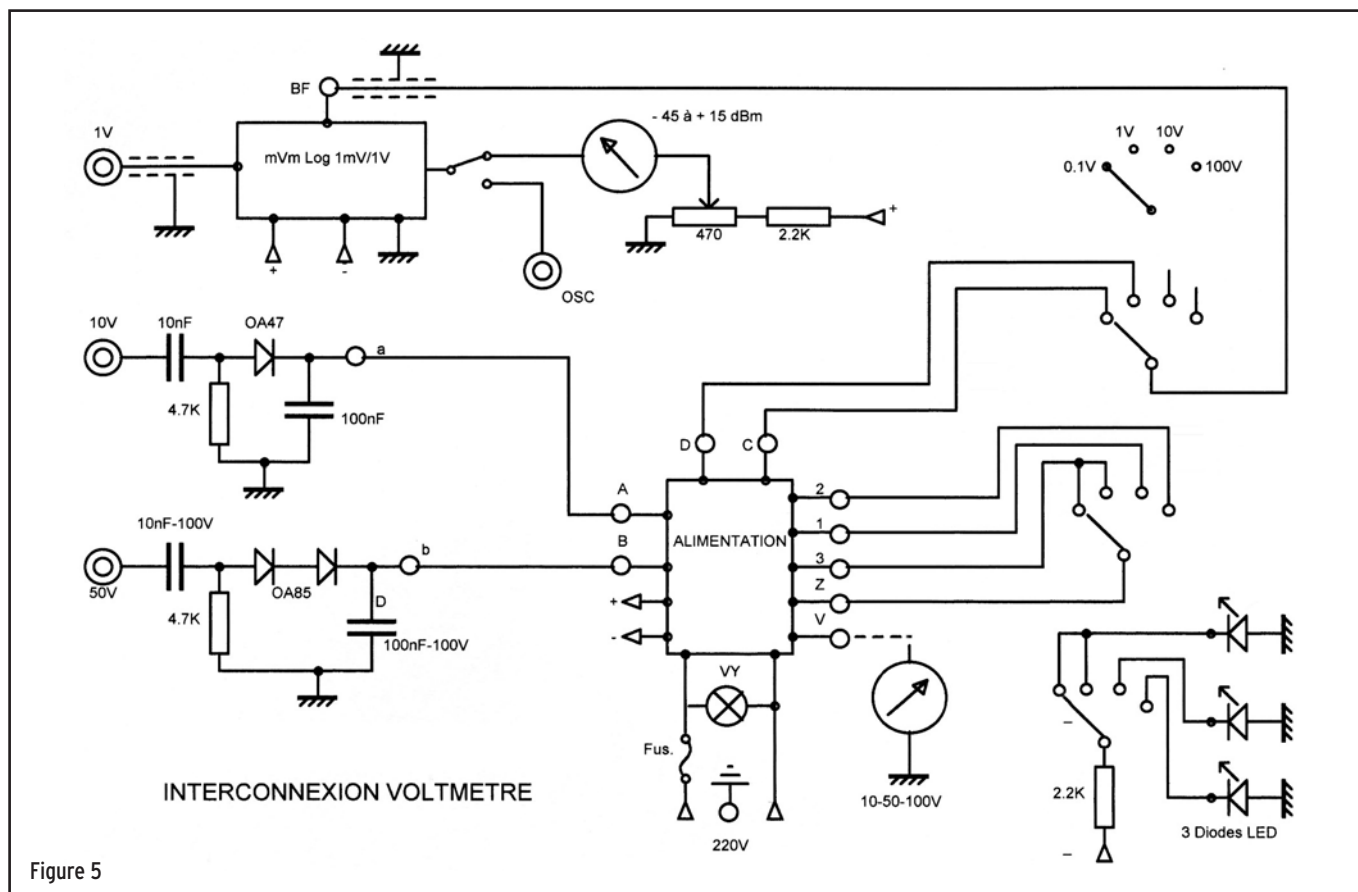 BF
1V
mVm Log 1mV/1V
- 45 à + 15 dBm
1V
10V
0.1V
100V
470
2.2K
+
+
-
OSC
10V
10nF
OA47
a
4.7K
100nF
D
C
A
2
10nF-100V
ALIMENTATION
1
B
b
3
50V
OA85
Z
4.7K
D
+
V
100nF-100V
-
VY
–
Fus.
INTERCONNEXION VOLTMETRE
10-50-100V
2.2K
220V
3 Diodes LED
–
Figure 5